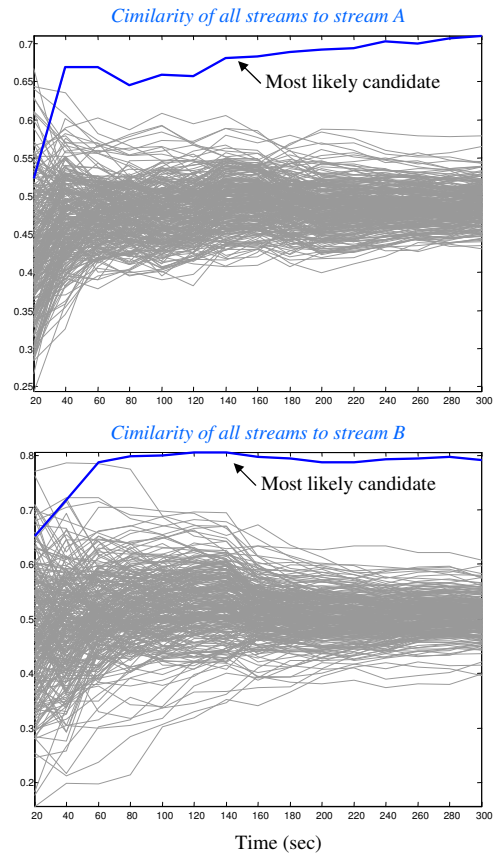 Cimilarity of all streams to stream A
0.7
0.65
0.6
0.55
0.5
0.45
0.4
0.35
0.3
0.25
Most likely candidate
20 40 60 80 100 120 140 160 180 200 220 240 260 280 300
Cimilarity of all streams to stream B
0.8
0.7
0.6
0.5
0.4
0.3
0.2
Most likely candidate
20 40 60 80 100 120 140 160 180 200 220 240 260 280 300
Time (sec)